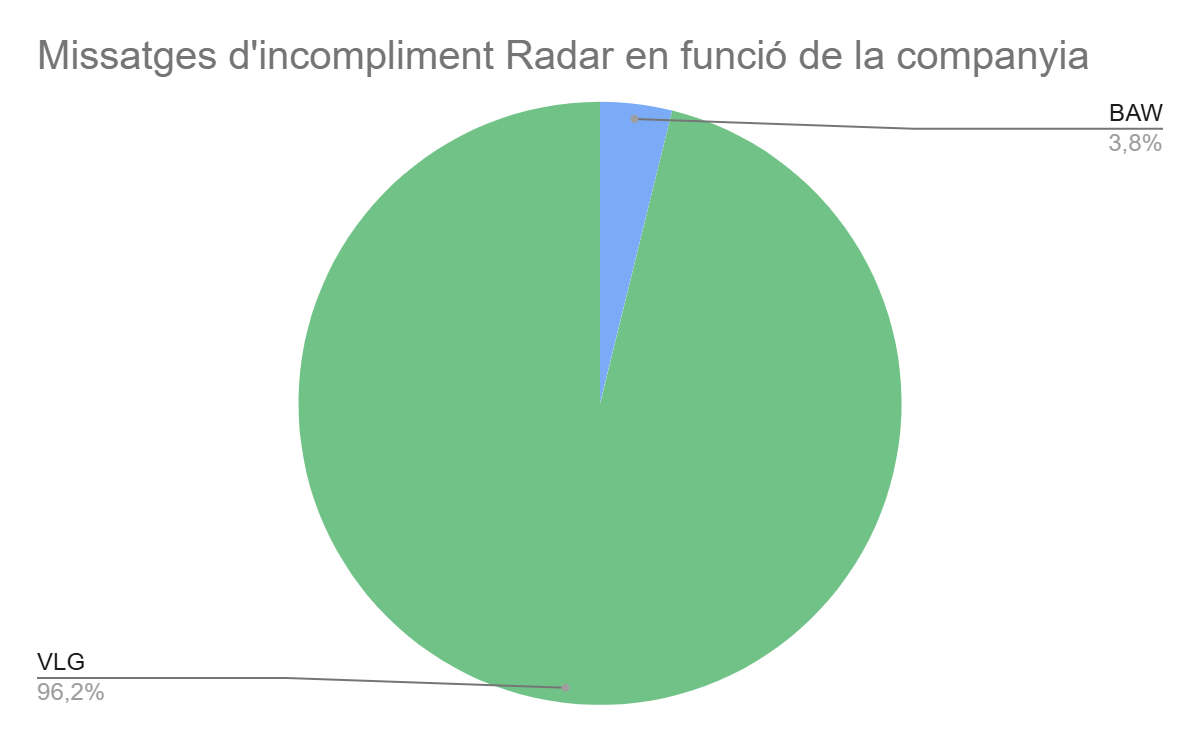 Missatges d'incompliment Radar en funció de la companyia
BAW
3,8%
VLG
96,2%